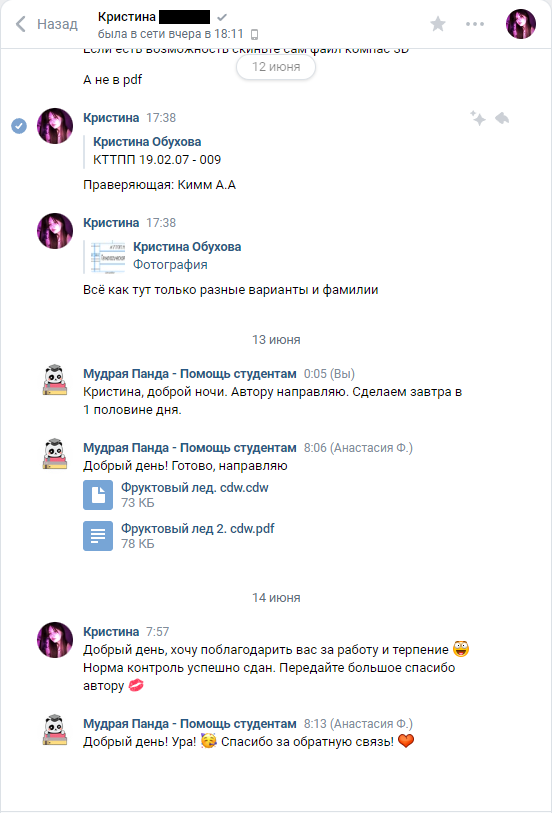 Назад
Кристина
была в сети вчера в 18:11
Если есть возможность скиньте сам файл компас 3D
12 июня
А не в pdf
Кристина 17:38
Кристина Обухова
КТТПП 19.02.07 - 009
Праверяющая: Кимм А.А
Кристина 17:38
Кристина Обухова
Фотография
Всё как тут только разные варианты и фамилии
13 июня
Мудрая Панда - Помощь студентам 0:05 (Вы)
Кристина, доброй ночи. Автору направляю. Сделаем завтра в
1 половине дня.
Мудрая Панда - Помощь студентам 8:06 (Анастасия Ф.)
Добрый день! Готово, направляю
Фруктовый лед. cdw.cdw
73 КБ
Фруктовый лед 2. cdw.pdf
78 КБ
14 июня
Кристина 7:57
Добрый день, хочу поблагодарить вас за работу и терпение 😄
Норма контроль успешно сдан. Передайте большое спасибо
автору 💋
Мудрая Панда - Помощь студентам 8:13 (Анастасия Ф.)
Добрый день! Ура! 🥳 Спасибо за обратную связь! ❤